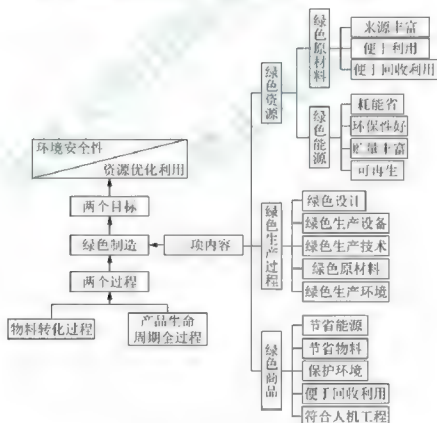 环境安全性
资源优化利用
两个目标
绿色制造
两个过程
物料转化过程
产品生命
周期全过程
项内容
绿色资源
绿色原材料
来源丰富
便于利用
便于回收利用
绿色能源
耗能省
环保性好
贮量丰富
可再生
绿色生产过程
绿色设计
绿色生产设备
绿色生产技术
绿色原材料
绿色生产环境
绿色商品
节省能源
节省物料
保护环境
便于回收利用
符合人机工程